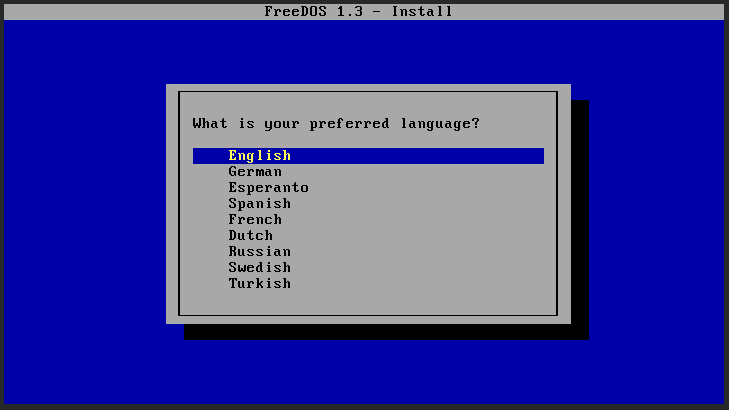 FreeDOS 1.3 - Install
What is your preferred language?
English
German
Esperanto
Spanish
French
Dutch
Russian
Swedish
Turkish